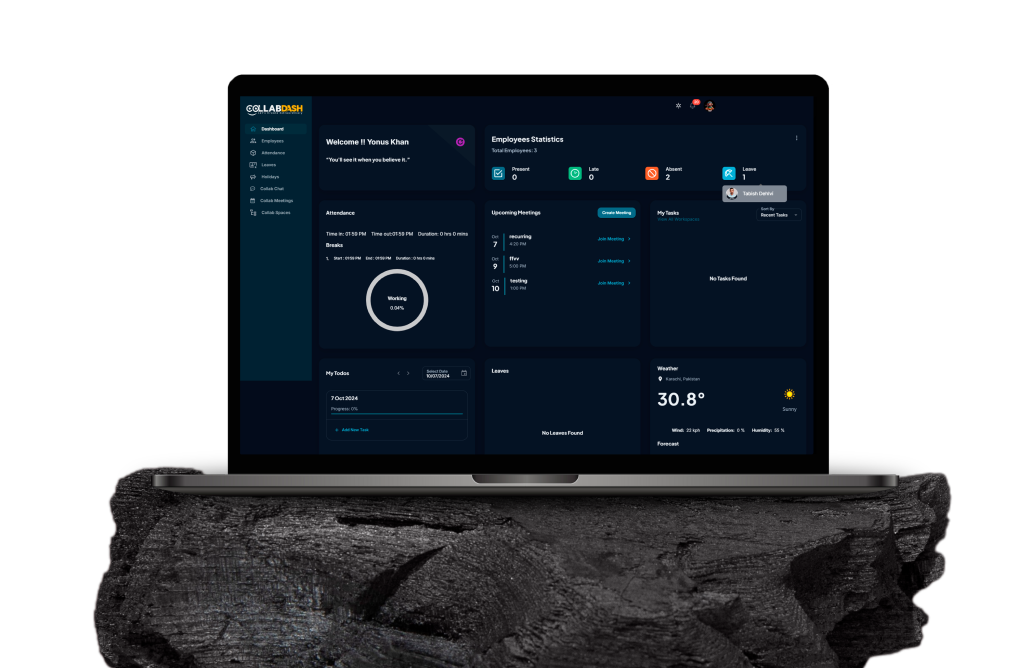 COLLABDASH
Dashboard
Employees
Attendance
Leaves
Holidays
Collab Chat
Collab Meetings
Collab Spaces
Welcome !! Yonus Khan
"You'll see it when you believe it."
Employees Statistics
Total Employees: 3
Present
0
Late
0
Absent
2
Leave
1
Tabish Dehlvi
Attendance
Time in: 01:59 PM Time out:01:59 PM Duration: 0 hrs 0 mins
Breaks
1. Start : 01:59 PM End : 01:59 PM Duration : 0 hrs 0 mins
Working
0.04%
Upcoming Meetings
Create Meeting
Oct
7
recurring
4:20 PM
Join Meeting
Oct
9
ffvv
5:00 PM
Join Meeting
Oct
10
testing
1:00 PM
Join Meeting
My Tasks
View All Workspaces
Sort By
Recent Tasks
No Tasks Found
My Todos
Select Date
10/07/2024
7 Oct 2024
Progress: 0%
+ Add New Task
Leaves
No Leaves Found
Weather
Karachi, Pakistan
30.8°
Sunny
Wind: 22 kph Precipitation: 0 % Humidity: 55 %
Forecast